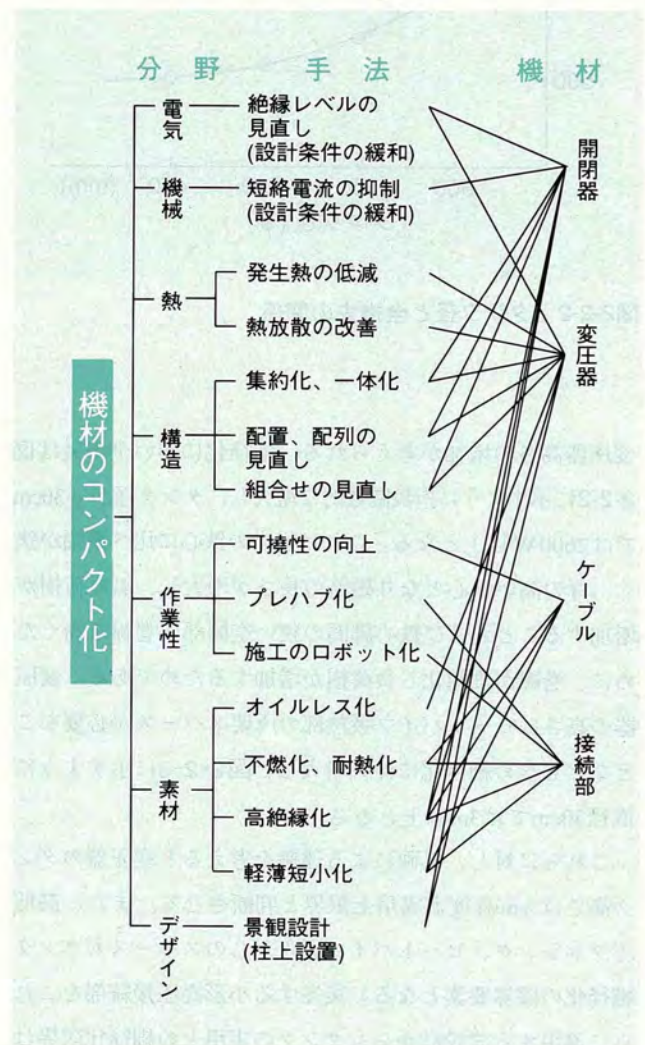 分野 手法 機材
機材のコンパクト化
電気
絶縁レベルの
見直し
(設計条件の緩和)
機械
短絡電流の抑制
(設計条件の緩和)
熱
発生熱の低減
熱放散の改善
構造
集約化、一体化
配置、配列の
見直し
組合せの見直し
作業性
可撓性の向上
プレハブ化
施工のロボット化
素材
オイルレス化
不燃化、耐熱化
高絶縁化
軽薄短小化
デザイン
景観設計
(柱上設置)
開閉器
変圧器
ケーブル
接続部